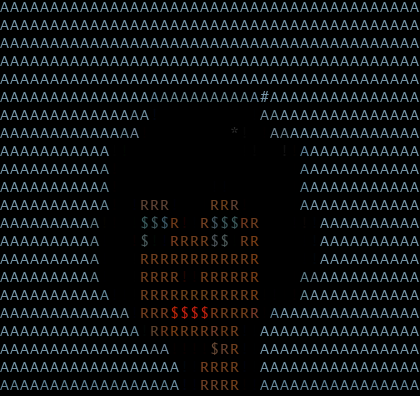 AAAAAAAAAAAAAAAAAAAAAAAAAAAAAAAAAAAAAAAAAA
AAAAAAAAAAAAAAAAAAAAAAAAAAAAAAAAAAAAAAAAAA
AAAAAAAAAAAAAAAAAAAAAAAAAAAAAAAAAAAAAAAAAA
AAAAAAAAAAAAAAAAAAAAAAAAAAAAAAAAAAAAAAAAAA
AAAAAAAAAAAAAAAAAAAAAAAAAAAAAAAAAAAAAAAAAA
AAAAAAAAAAAAAAAAAAAAAAAAAA#AAAAAAAAAAAAAAA
AAAAAAAAAAAAAAA           AAAAAAAAAAAAAAAA
AAAAAAAAAAAAAA         *   AAAAAAAAAAAAAAA
AAAAAAAAAAA                 ! AAAAAAAAAAAA
AAAAAAAAAAA                   AAAAAAAAAAAA
AAAAAAAAAAA                   AAAAAAAAAAAA
AAAAAAAAAAA   RRR    RRR      AAAAAAAAAAAA
AAAAAAAAAA    $$$R  R$$$RR      AAAAAAAAAA
AAAAAAAAAA    $  RRRR$$ RR      AAAAAAAAAA
AAAAAAAAAA    RRRRRRRRRRRR      AAAAAAAAAA
AAAAAAAAAA    RRRR  RRRRRR    AAAAAAAAAAAA
AAAAAAAAAAA   RRRRRRRRRRRR    AAAAAAAAAAAA
AAAAAAAAAAAAA RRR$$$$RRRRR AAAAAAAAAAAAAAA
AAAAAAAAAAAAAA RRRRRRRRR  AAAAAAAAAAAAAAAA
AAAAAAAAAAAAAAAAA    $RR  AAAAAAAAAAAAAAAA
AAAAAAAAAAAAAAAAAA  RRRR  AAAAAAAAAAAAAAAA
AAAAAAAAAAAAAAAAAA  RRRR  AAAAAAAAAAAAAAAA